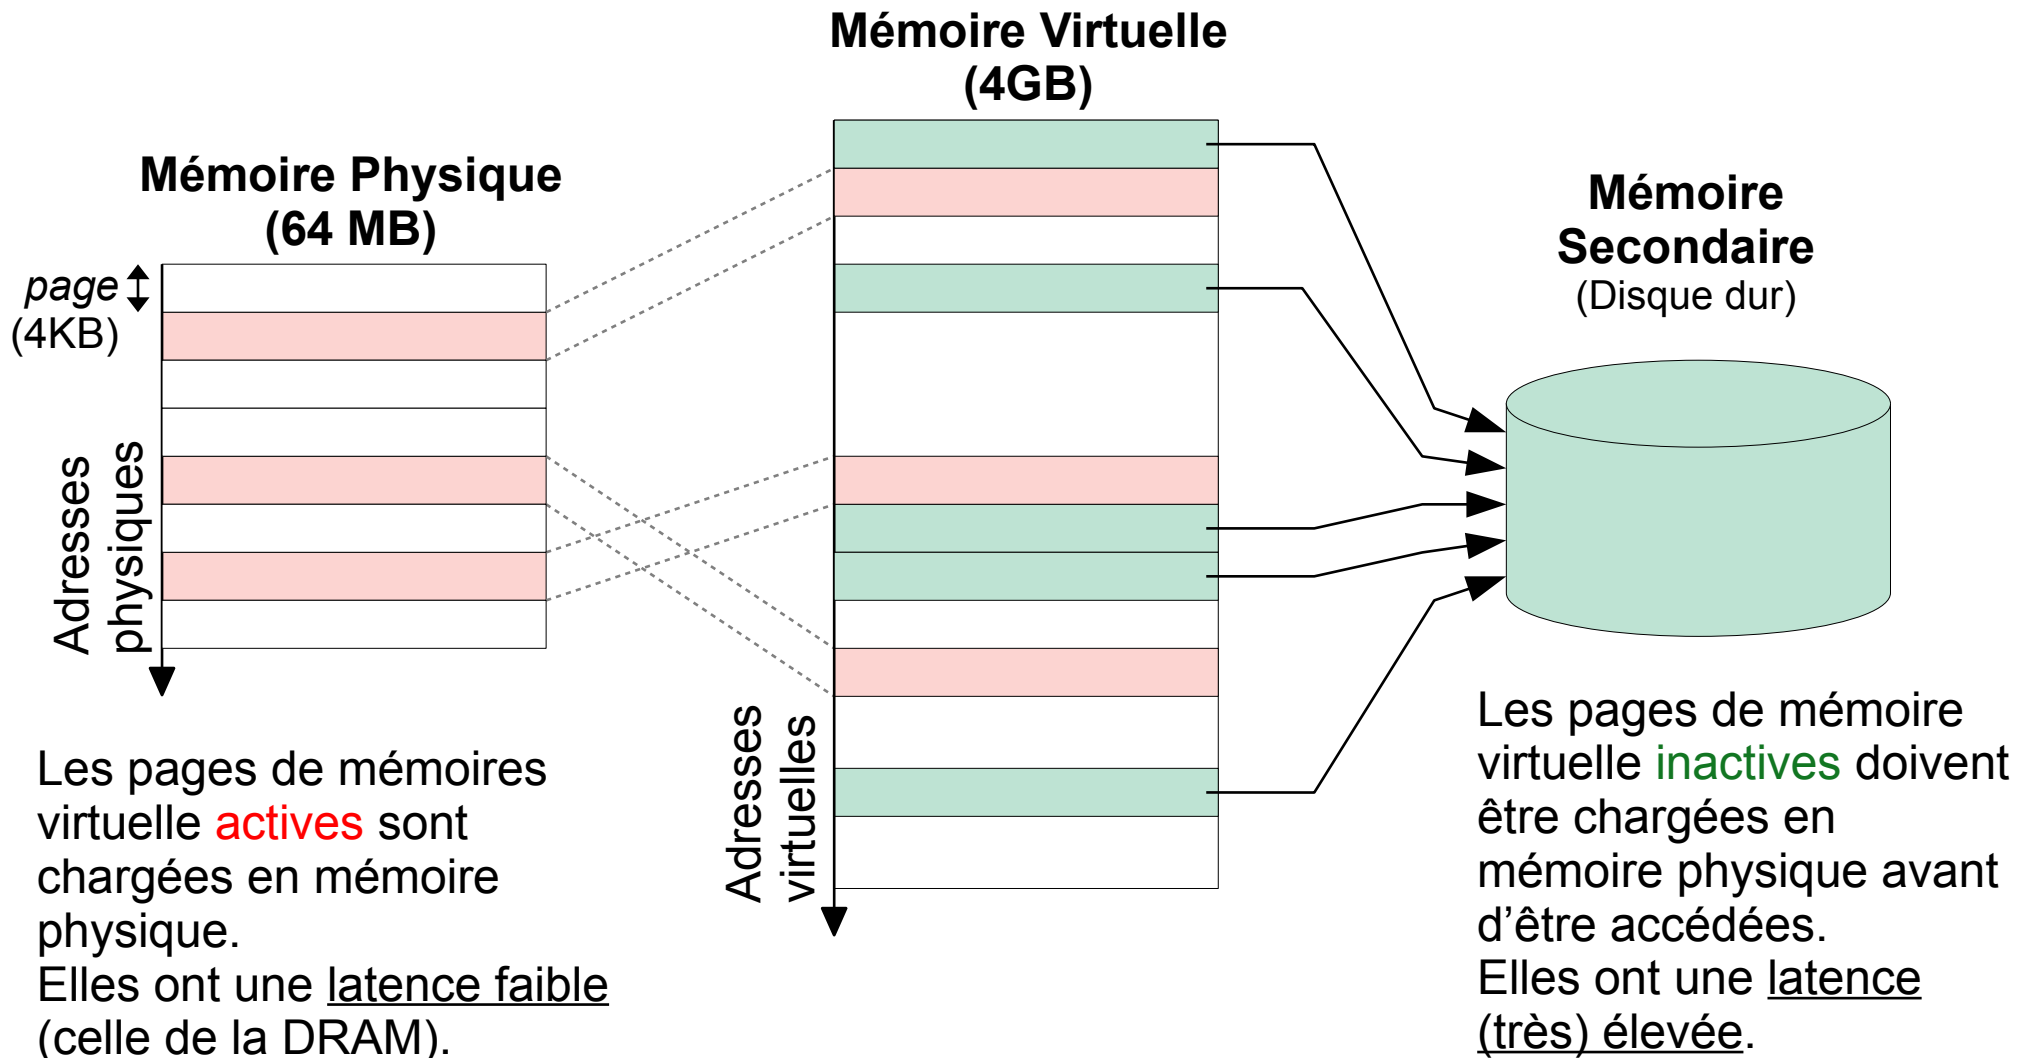 Mémoire Virtuelle
(4GB)
Mémoire Physique
(64 MB)
page
(4KB)
Adresses
physiques
Adresses
virtuelles
Mémoire
Secondaire
(Disque dur)
Les pages de mémoires
virtuelle actives sont
chargées en mémoire
physique.
Elles ont une latence faible
(celle de la DRAM).
Les pages de mémoire
virtuelle inactives doivent
être chargées en
mémoire physique avant
d’être accédées.
Elles ont une latence
(très) élevée.